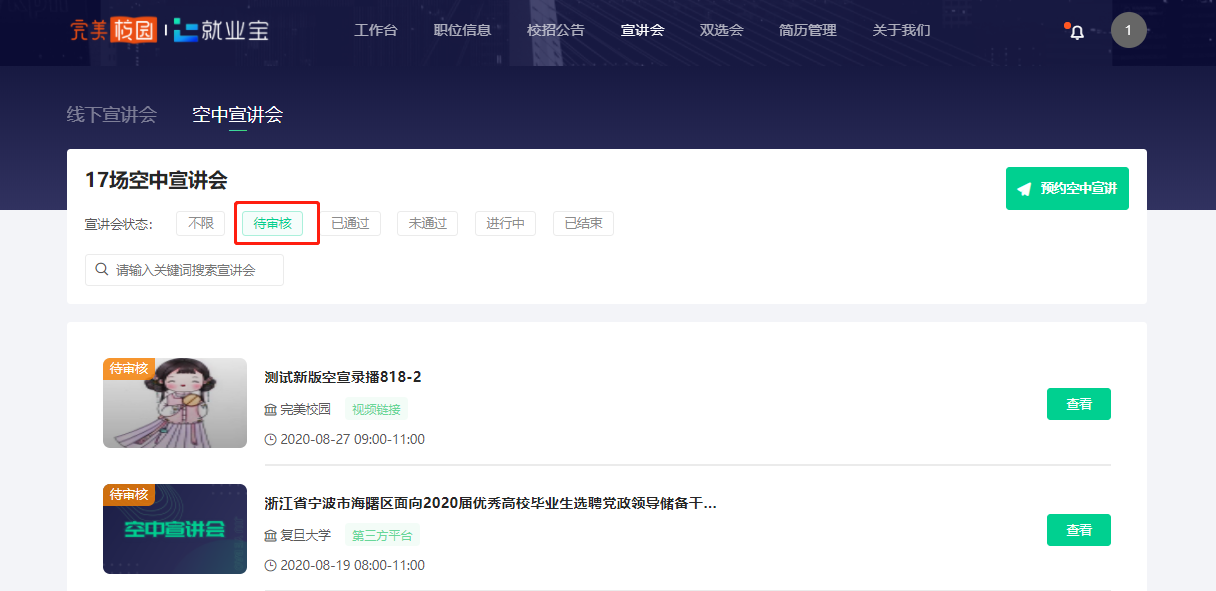 完美校园 就业宝 工作台 职位信息 校招公告 宣讲会 双选会 简历管理 关于我们 1
线下宣讲会 空中宣讲会
17场空中宣讲会
预约空中宣讲
宣讲会状态： 不限 待审核 已通过 未通过 进行中 已结束
请输入关键词搜索宣讲会
待审核
测试新版空宣录播818-2
完美校园 视频链接
查看
2020-08-27 09:00-11:00
待审核
空中宣讲会
浙江省宁波市海曙区面向2020届优秀高校毕业生选聘党政领导储备干...
复旦大学 第三方平台
查看
2020-08-19 08:00-11:00